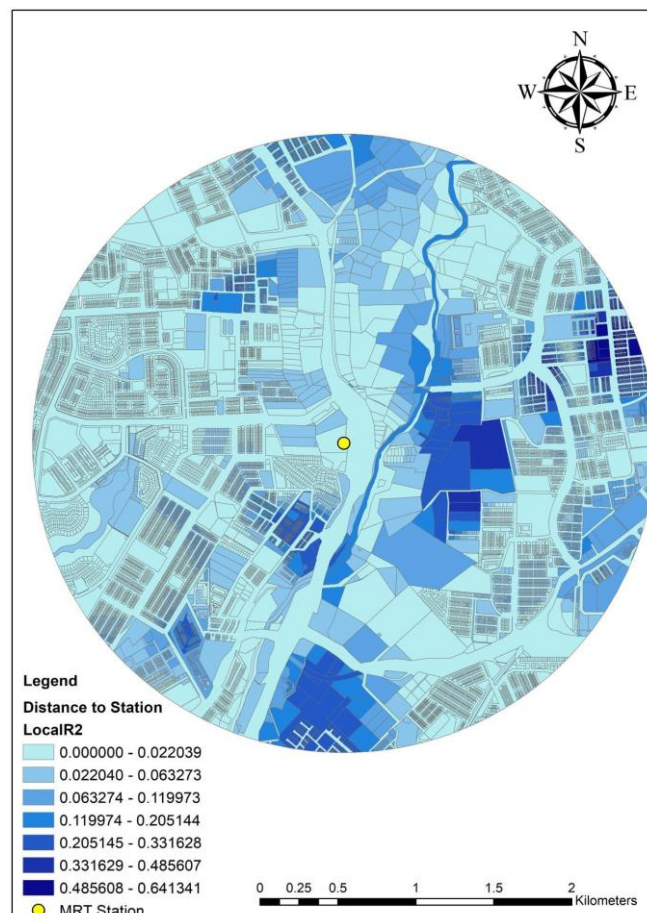 N
W E
S
Legend
Distance to Station
LocalR2
0.000000 - 0.022039
0.022040 - 0.063273
0.063274 - 0.119973
0.119974 - 0.205144
0.205145 - 0.331628
0.331629 - 0.485607
0.485608 - 0.641341
MRT Station
0 0.25 0.5 1 1.5 2
Kilometers